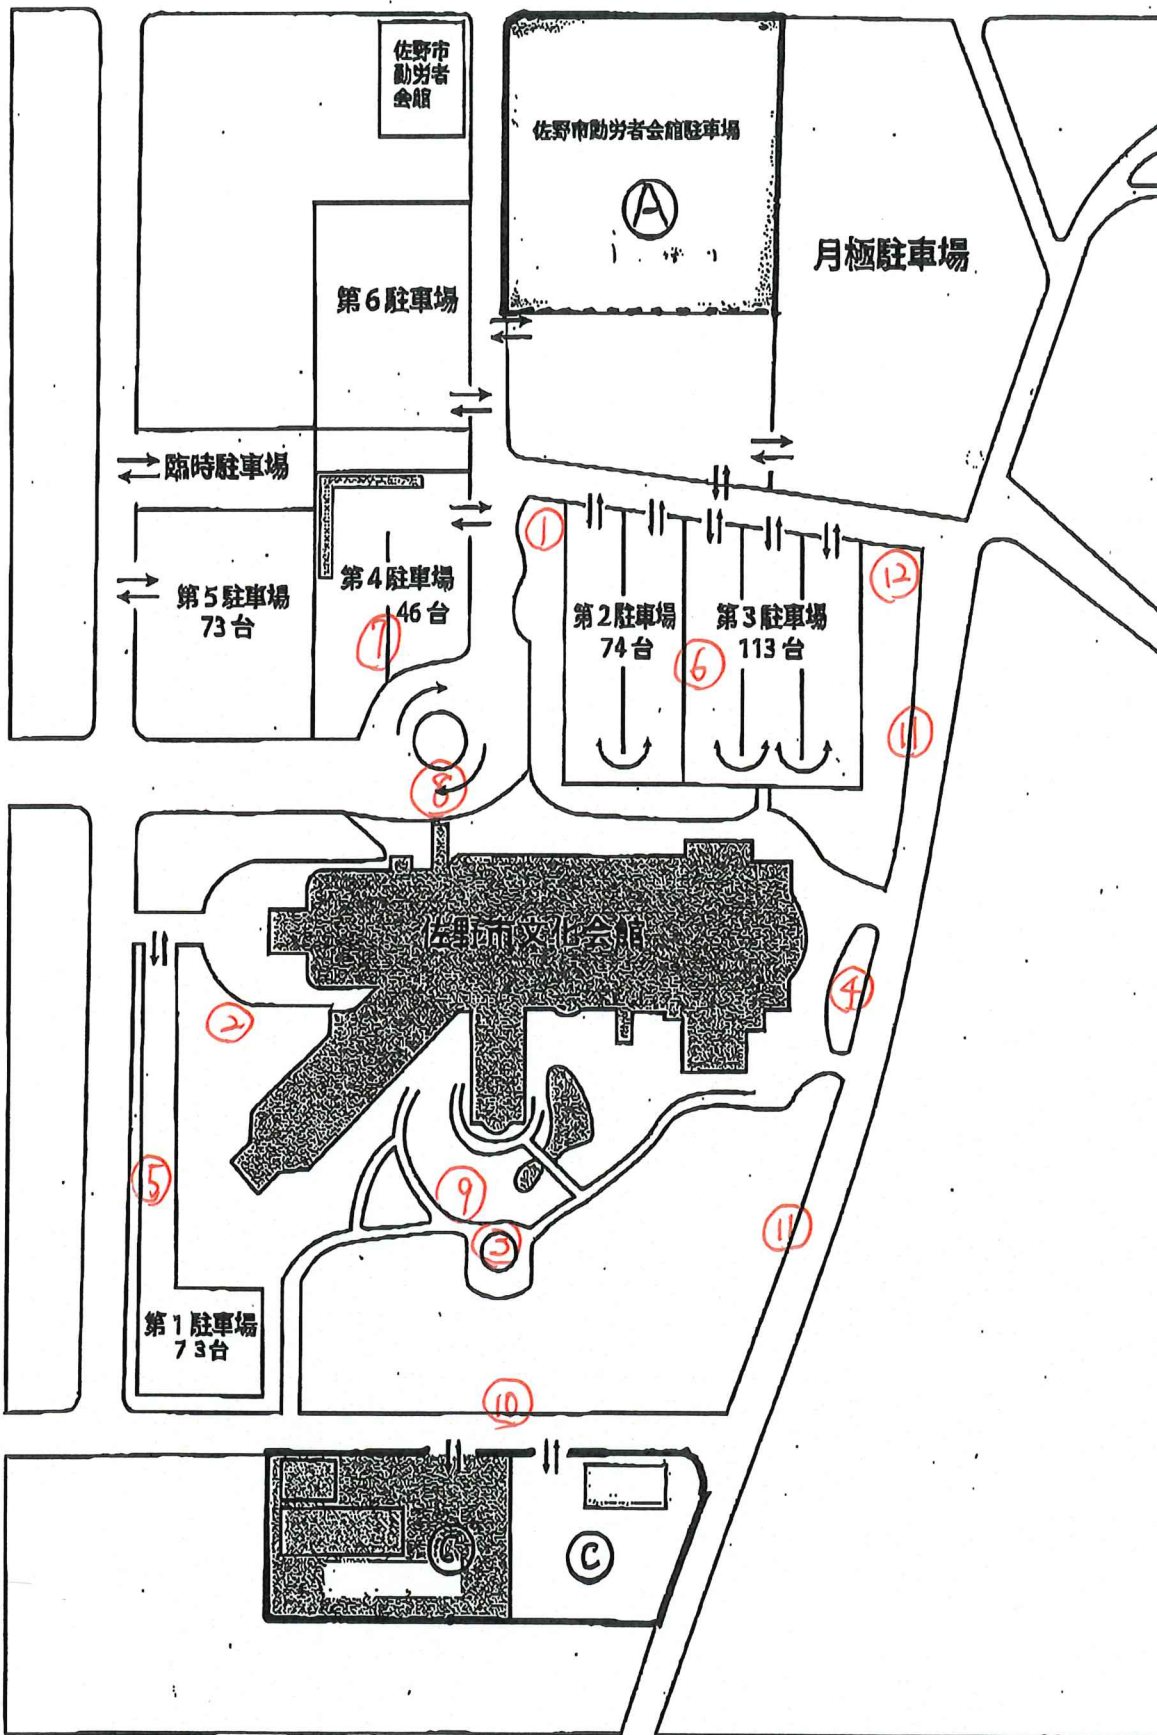 佐野市
勤労者
会館
佐野市勤労者会館駐車場
A
月極駐車場
第6駐車場
臨時駐車場
第5駐車場
73台
第4駐車場
46台
⑦
①
第2駐車場
74台
⑥
第3駐車場
113台
⑫
⑪
⑧
佐野市文化会館
②
④
⑤
⑨
③
⑪
第1駐車場
73台
⑩
C
C